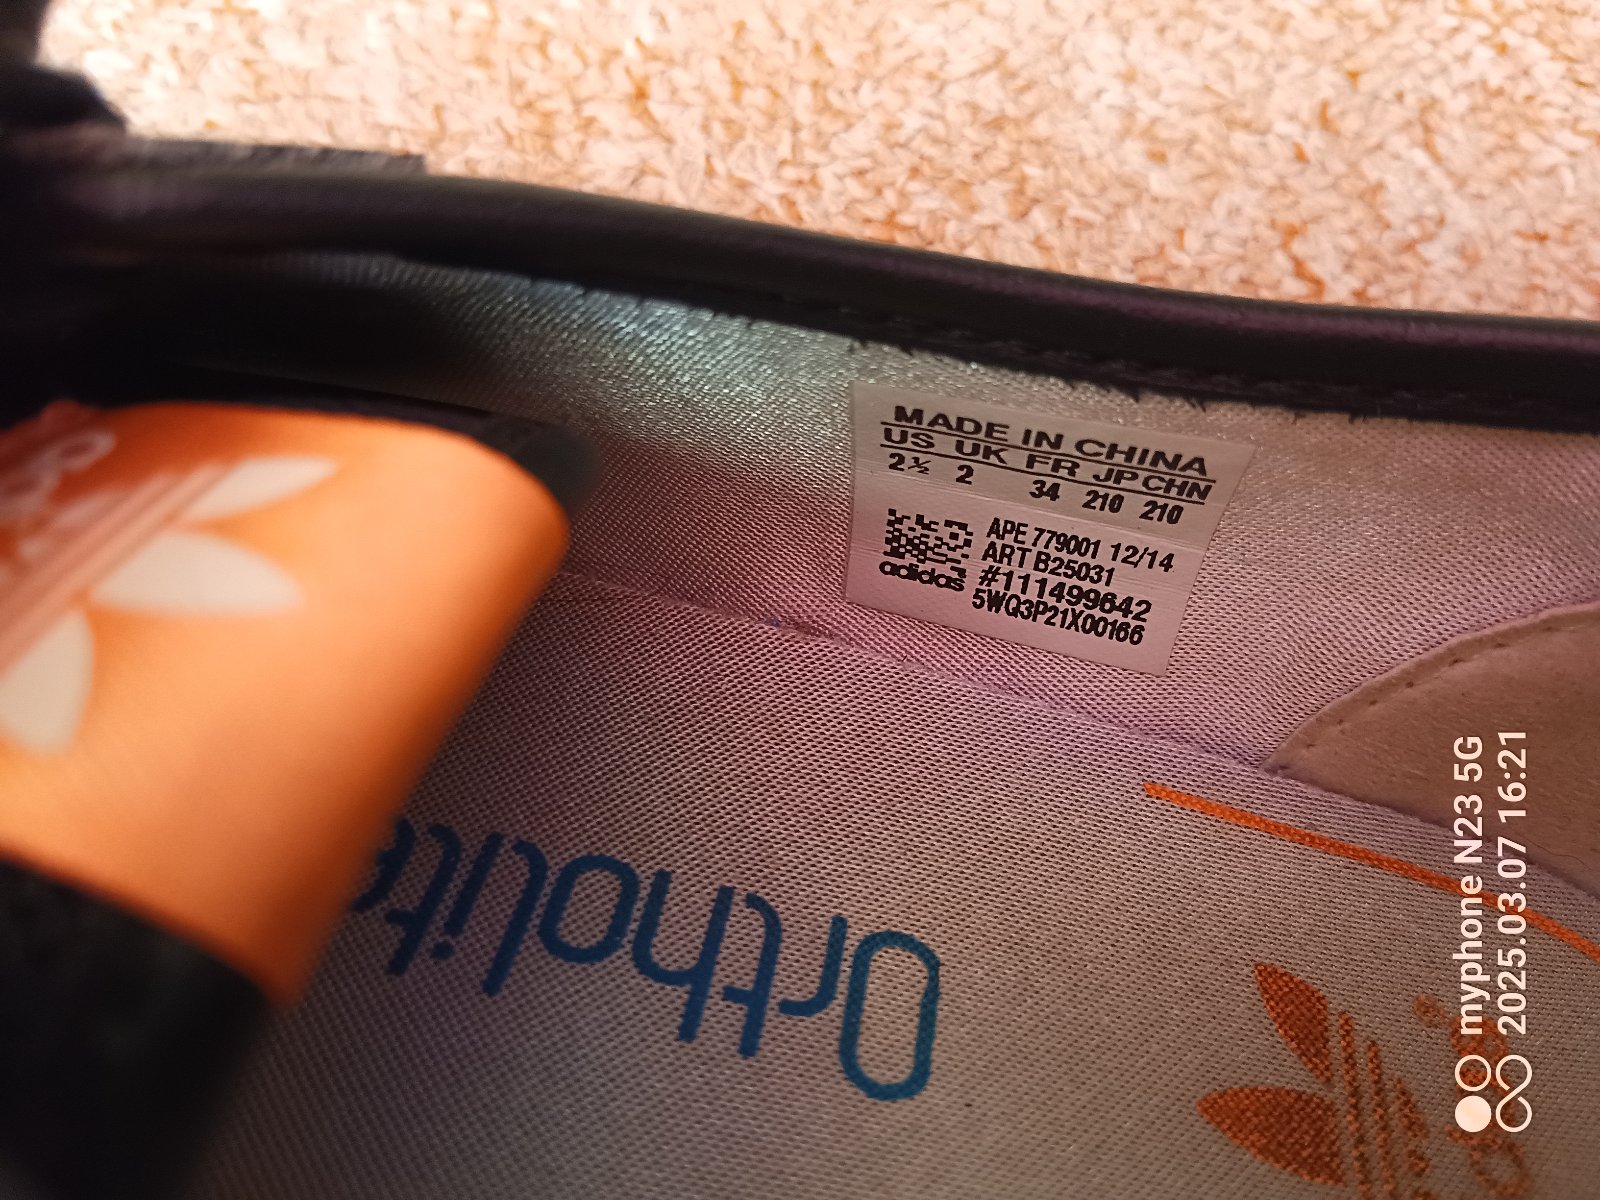 MADE IN CHINA
US UK FR JP CHN
2½ 2 34 210 210
APE 779001 12/14
ART B25031
#111499642
5WQ3P21X00166
adidas
Ortholite
myphone N23 5G
2025.03.07 16:21